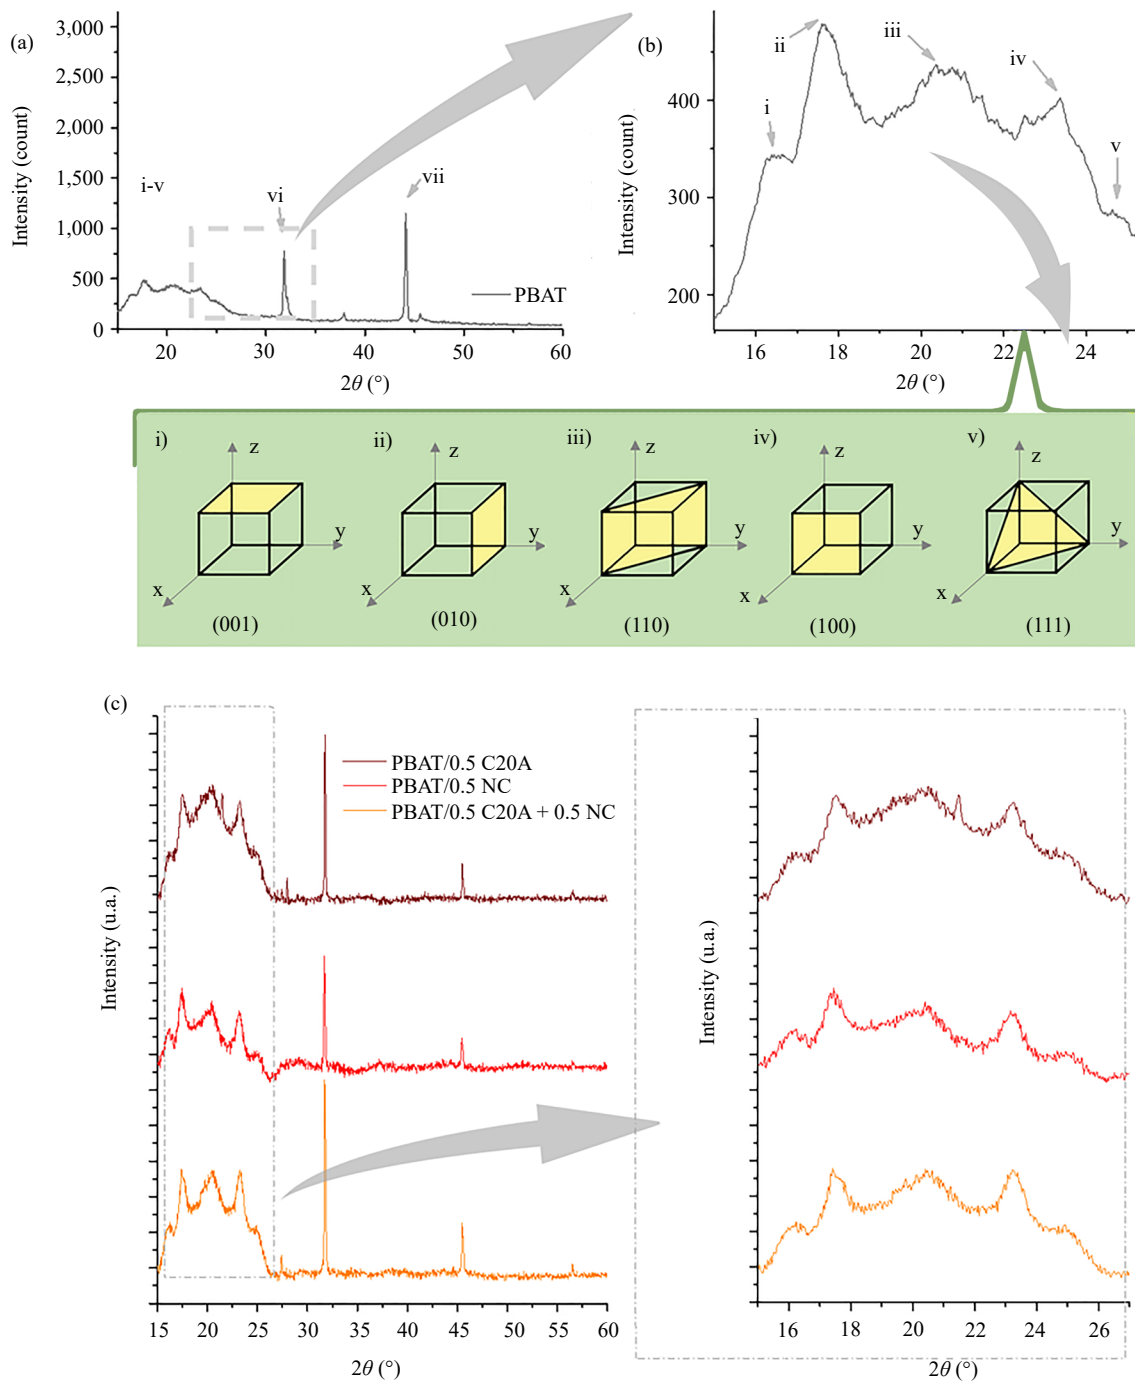 (a)
3,000
2,500
2,000
1,500
1,000
500
0
Intensity (count)
i-v
vi
vii
PBAT
20
30
40
50
60
2θ (°)
(b)
400
300
200
Intensity (count)
i
ii
iii
iv
v
16
18
20
22
24
2θ (°)
i)
z
y
x
(001)
ii)
z
y
x
(010)
iii)
z
y
x
(110)
iv)
z
y
x
(100)
v)
z
y
x
(111)
(c)
PBAT/0.5 C20A
PBAT/0.5 NC
PBAT/0.5 C20A + 0.5 NC
Intensity (u.a.)
15
20
25
30
35
40
45
50
55
60
2θ (°)
Intensity (u.a.)
16
18
20
22
24
26
2θ (°)